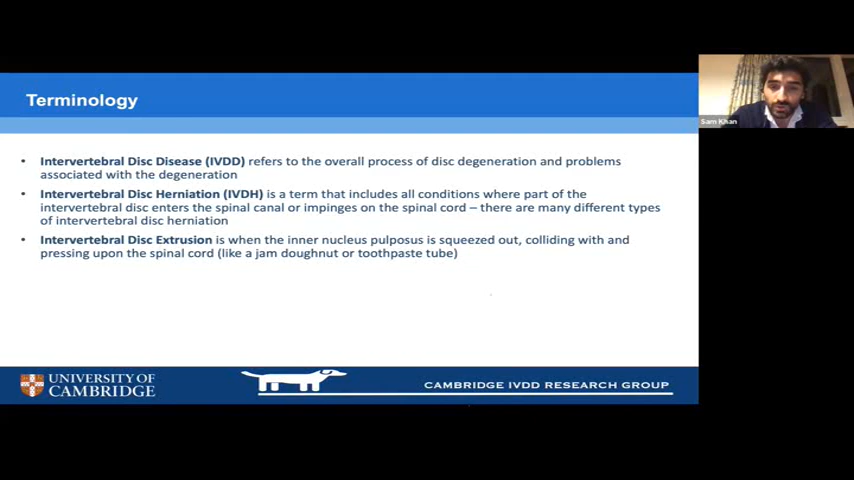 Terminology
Sam Khan
• Intervertebral Disc Disease (IVDD) refers to the overall process of disc degeneration and problems
associated with the degeneration
• Intervertebral Disc Herniation (IVDH) is a term that includes all conditions where part of the
intervertebral disc enters the spinal canal or impinges on the spinal cord – there are many different types
of intervertebral disc herniation
• Intervertebral Disc Extrusion is when the inner nucleus pulposus is squeezed out, colliding with and
pressing upon the spinal cord (like a jam doughnut or toothpaste tube)
UNIVERSITY OF
CAMBRIDGE
CAMBRIDGE IVDD RESEARCH GROUP